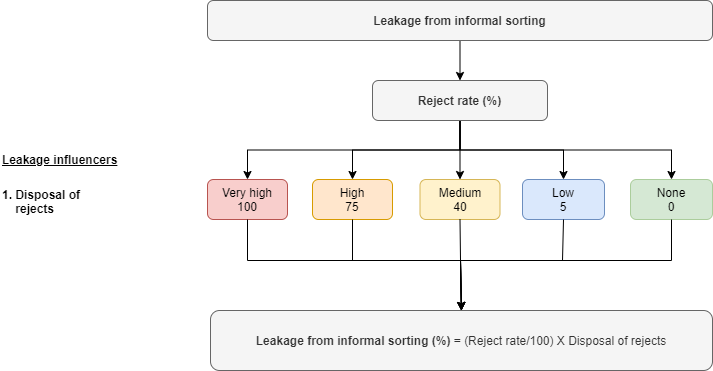 Leakage from informal sorting
Reject rate (%)
Leakage influencers
1. Disposal of
rejects
Very high
100
High
75
Medium
40
Low
5
None
0
Leakage from informal sorting (%) = (Reject rate/100) X Disposal of rejects